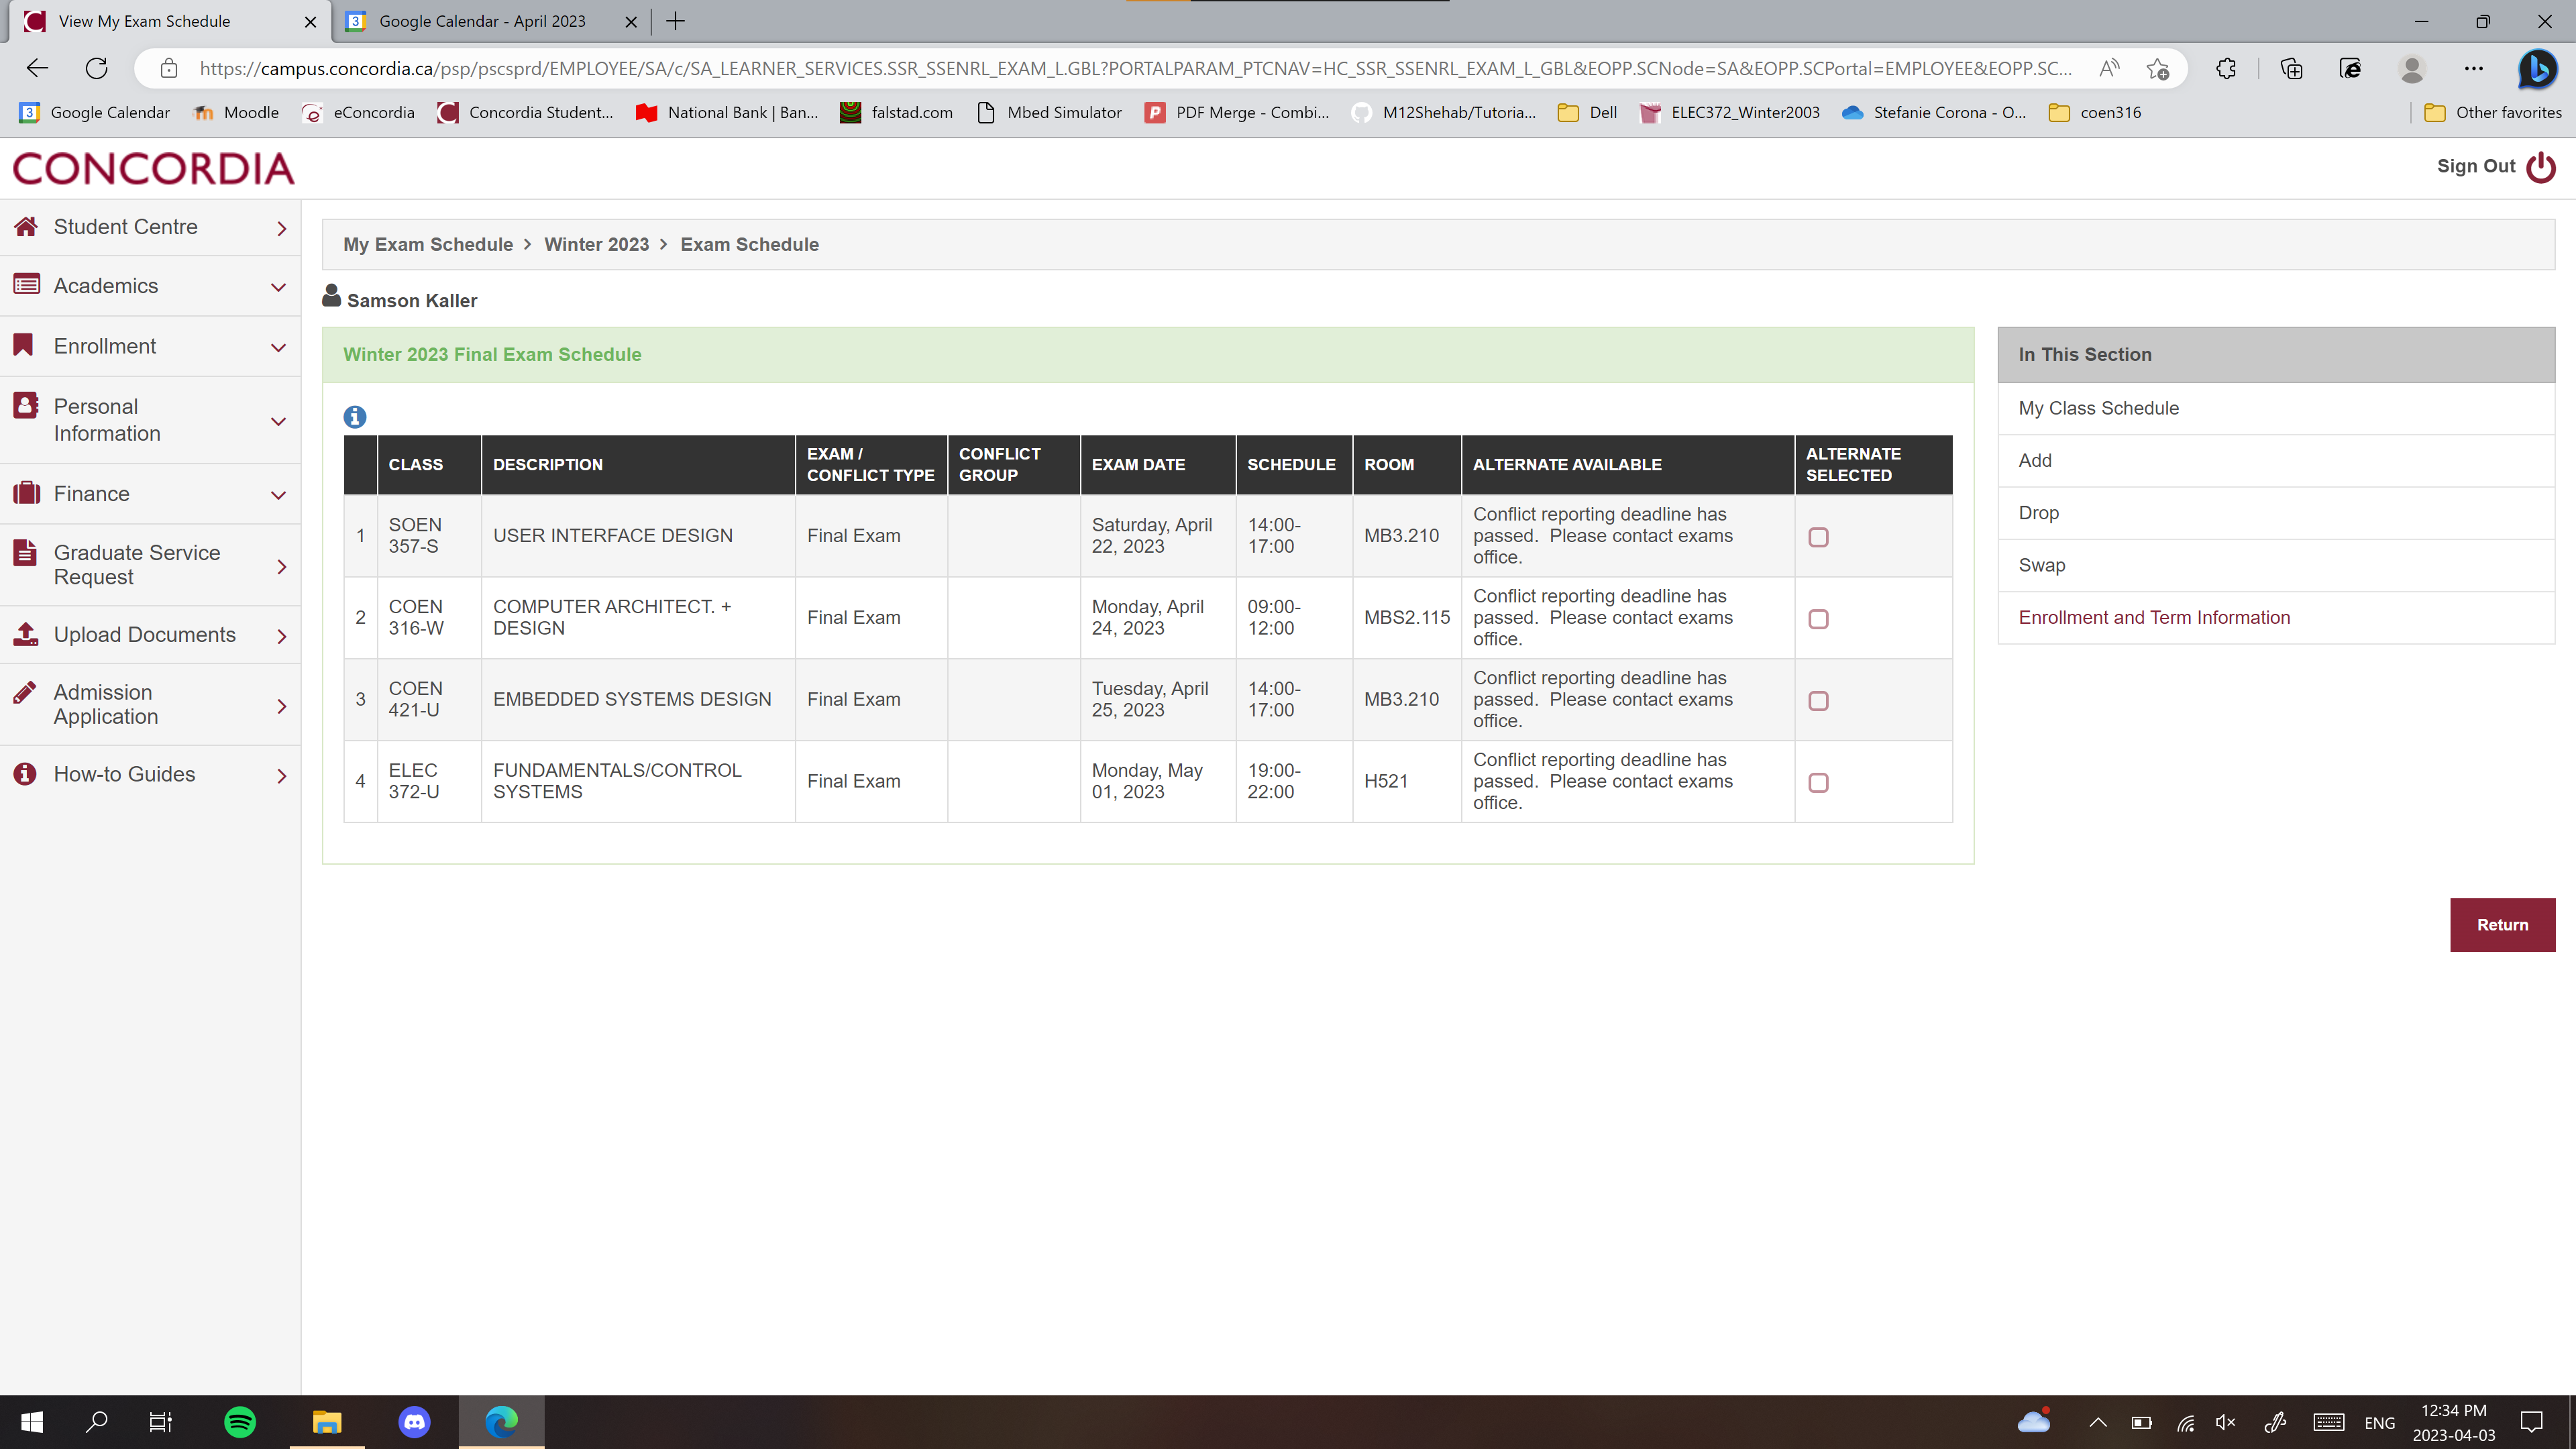 View My Exam Schedule
Google Calendar - April 2023
https://campus.concordia.ca/psp/pscsprd/EMPLOYEE/SA/c/SA_LEARNER_SERVICES.SSR_SSENRL_EXAM_L.GBL?PORTALPARAM_PTCNAV=HC_SSR_SSENRL_EXAM_L_GBL&EOPP.SCNode=SA&EOPP.SCPortal=EMPLOYEE&EOPP.SC...
Google Calendar Moodle eConcordia Concordia Student... National Bank | Ban... falstad.com Mbed Simulator PDF Merge - Combi... M12Shehab/Tutoria... Dell ELEC372_Winter2003 Stefanie Corona - O... coen316 Other favorites
CONCORDIA
Sign Out
Student Centre
Academics
Enrollment
Personal
Information
Finance
Graduate Service
Request
Upload Documents
Admission
Application
How-to Guides
My Exam Schedule > Winter 2023 > Exam Schedule
Samson Kaller
Winter 2023 Final Exam Schedule
CLASS DESCRIPTION EXAM / CONFLICT TYPE CONFLICT GROUP EXAM DATE SCHEDULE ROOM ALTERNATE AVAILABLE ALTERNATE SELECTED
1 SOEN 357-S USER INTERFACE DESIGN Final Exam Saturday, April 22, 2023 14:00-17:00 MB3.210 Conflict reporting deadline has passed. Please contact exams office.
2 COEN 316-W COMPUTER ARCHITECT. + DESIGN Final Exam Monday, April 24, 2023 09:00-12:00 MBS2.115 Conflict reporting deadline has passed. Please contact exams office.
3 COEN 421-U EMBEDDED SYSTEMS DESIGN Final Exam Tuesday, April 25, 2023 14:00-17:00 MB3.210 Conflict reporting deadline has passed. Please contact exams office.
4 ELEC 372-U FUNDAMENTALS/CONTROL SYSTEMS Final Exam Monday, May 01, 2023 19:00-22:00 H521 Conflict reporting deadline has passed. Please contact exams office.
In This Section
My Class Schedule
Add
Drop
Swap
Enrollment and Term Information
Return
ENG
12:34 PM
2023-04-03